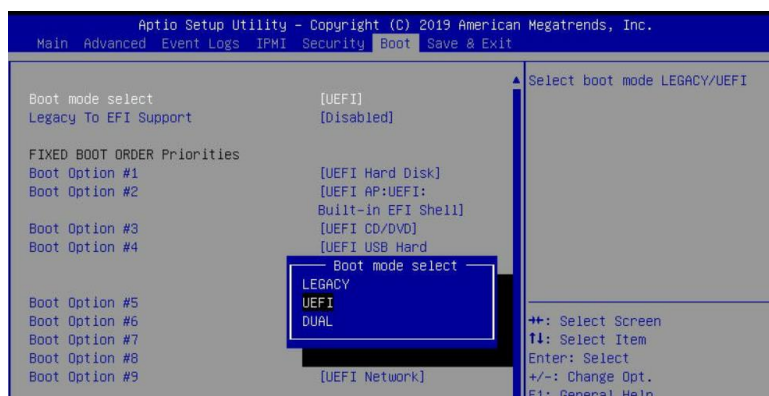 Aptio Setup Utility – Copyright (C) 2019 American Megatrends, Inc.
Main Advanced Event Logs IPMI Security Boot Save & Exit
Boot mode select [UEFI]
Legacy To EFI Support [Disabled]
FIXED BOOT ORDER Priorities
Boot Option #1 [UEFI Hard Disk]
Boot Option #2 [UEFI AP:UEFI:
Built-in EFI Shell]
Boot Option #3 [UEFI CD/DVD]
Boot Option #4 [UEFI USB Hard
Boot Option #5
Boot Option #6
Boot Option #7
Boot Option #8
Boot Option #9 [UEFI Network]
Boot mode select
LEGACY
UEFI
DUAL
Select boot mode LEGACY/UEFI
→←: Select Screen
↑↓: Select Item
Enter: Select
+/-: Change Opt.
F1: General Help